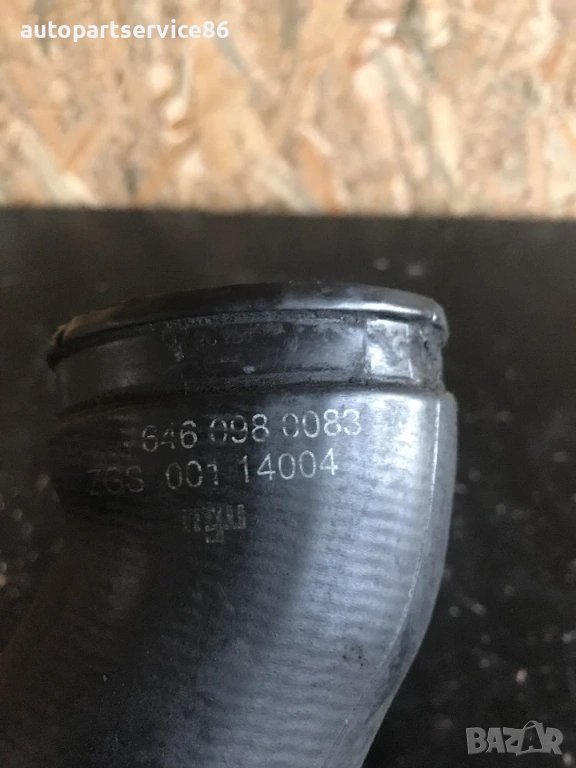 autopartservice86
646 098 0083
ZGS 001 14004
BAZAR